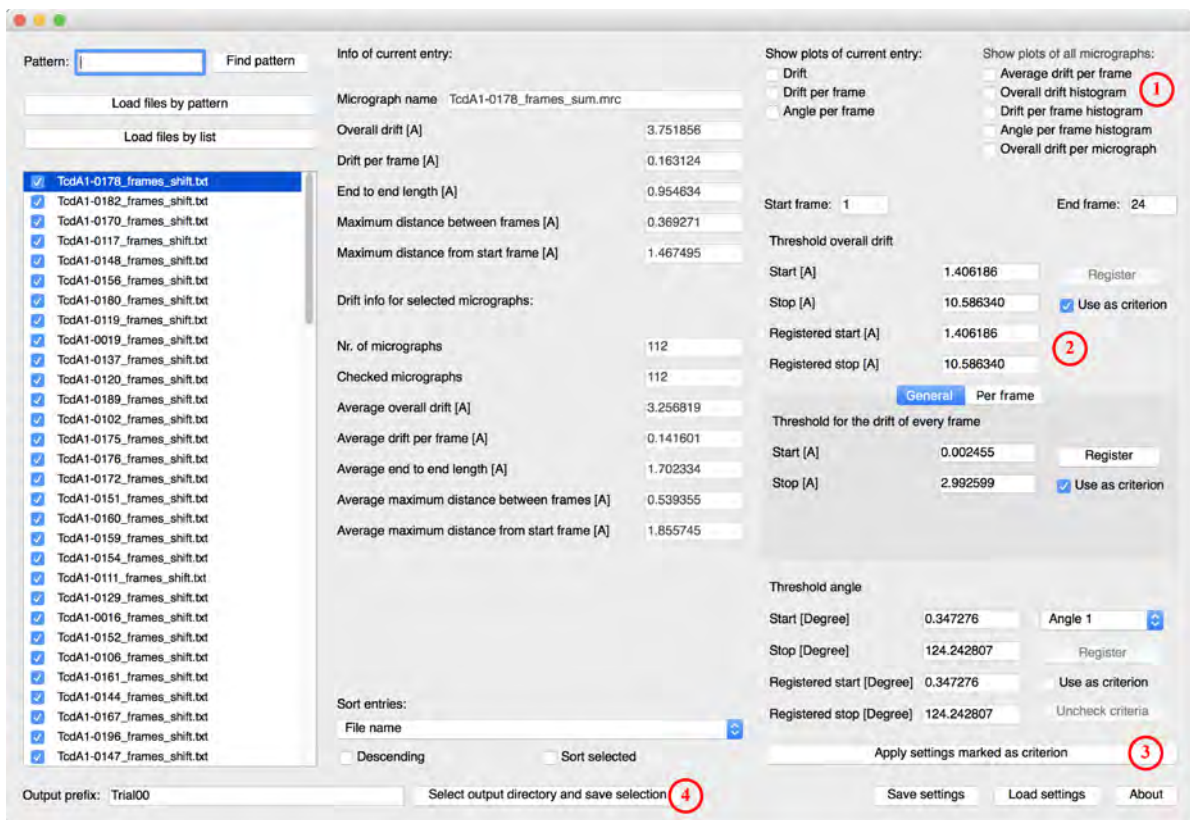 Pattern:
Find pattern
Load files by pattern
Load files by list
TcdA1-0178_frames_shift.txt
TcdA1-0182_frames_shift.txt
TcdA1-0170_frames_shift.txt
TcdA1-0117_frames_shift.txt
TcdA1-0148_frames_shift.txt
TcdA1-0156_frames_shift.txt
TcdA1-0180_frames_shift.txt
TcdA1-0119_frames_shift.txt
TcdA1-0019_frames_shift.txt
TcdA1-0137_frames_shift.txt
TcdA1-0120_frames_shift.txt
TcdA1-0189_frames_shift.txt
TcdA1-0102_frames_shift.txt
TcdA1-0175_frames_shift.txt
TcdA1-0176_frames_shift.txt
TcdA1-0172_frames_shift.txt
TcdA1-0151_frames_shift.txt
TcdA1-0160_frames_shift.txt
TcdA1-0159_frames_shift.txt
TcdA1-0154_frames_shift.txt
TcdA1-0111_frames_shift.txt
TcdA1-0129_frames_shift.txt
TcdA1-0016_frames_shift.txt
TcdA1-0152_frames_shift.txt
TcdA1-0106_frames_shift.txt
TcdA1-0161_frames_shift.txt
TcdA1-0144_frames_shift.txt
TcdA1-0167_frames_shift.txt
TcdA1-0196_frames_shift.txt
TcdA1-0147_frames_shift.txt
Info of current entry:
Micrograph name TcdA1-0178_frames_sum.mrc
Overall drift [A] 3.751856
Drift per frame [A] 0.163124
End to end length [A] 0.954634
Maximum distance between frames [A] 0.369271
Maximum distance from start frame [A] 1.467495
Drift info for selected micrographs:
Nr. of micrographs 112
Checked micrographs 112
Average overall drift [A] 3.256819
Average drift per frame [A] 0.141601
Average end to end length [A] 1.702334
Average maximum distance between frames [A] 0.539355
Average maximum distance from start frame [A] 1.855745
Sort entries:
File name
Descending Sort selected
Show plots of current entry:
Drift
Drift per frame
Angle per frame
Show plots of all micrographs:
Average drift per frame
Overall drift histogram
Drift per frame histogram
Angle per frame histogram
Overall drift per micrograph
1
Start frame: 1 End frame: 24
Threshold overall drift
Start [A] 1.406186 Register
Stop [A] 10.586340 Use as criterion
Registered start [A] 1.406186
2
Registered stop [A] 10.586340
General Per frame
Threshold for the drift of every frame
Start [A] 0.002455 Register
Stop [A] 2.992599 Use as criterion
Threshold angle
Start [Degree] 0.347276 Angle 1
Stop [Degree] 124.242807 Register
Registered start [Degree] 0.347276 Use as criterion
Registered stop [Degree] 124.242807 Uncheck criteria
Apply settings marked as criterion 3
Output prefix: Trial00 Select output directory and save selection 4 Save settings Load settings About